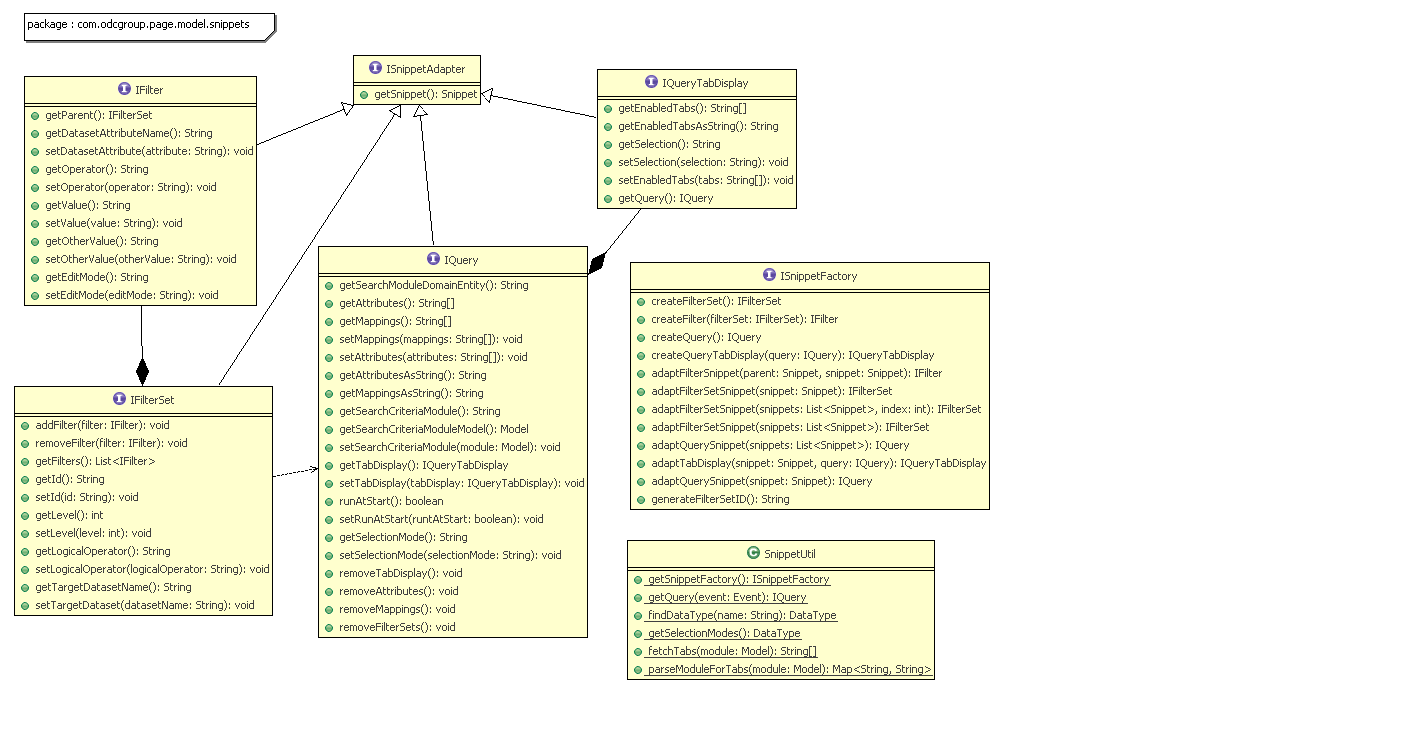 package : com.odcgroup.page.model.snippets
ISnippetAdapter
getSnippet(): Snippet
IFilter
getParent(): IFilterSet
getDatasetAttributeName(): String
setDatasetAttribute(attribute: String): void
getOperator(): String
setOperator(operator: String): void
getValue(): String
setValue(value: String): void
getOtherValue(): String
setOtherValue(otherValue: String): void
getEditMode(): String
setEditMode(editMode: String): void
IQueryTabDisplay
getEnabledTabs(): String[]
getEnabledTabsAsString(): String
getSelection(): String
setSelection(selection: String): void
setEnabledTabs(tabs: String[]): void
getQuery(): IQuery
IFilterSet
addFilter(filter: IFilter): void
removeFilter(filter: IFilter): void
getFilters(): List<IFilter>
getId(): String
setId(id: String): void
getLevel(): int
setLevel(level: int): void
getLogicalOperator(): String
setLogicalOperator(logicalOperator: String): void
getTargetDatasetName(): String
setTargetDataset(datasetName: String): void
IQuery
getSearchModuleDomainEntity(): String
getAttributes(): String[]
getMappings(): String[]
setMappings(mappings: String[]): void
setAttributes(attributes: String[]): void
getAttributesAsString(): String
getMappingsAsString(): String
getSearchCriteriaModule(): String
getSearchCriteriaModuleModel(): Model
setSearchCriteriaModule(module: Model): void
getTabDisplay(): IQueryTabDisplay
setTabDisplay(tabDisplay: IQueryTabDisplay): void
runAtStart(): boolean
setRunAtStart(runtAtStart: boolean): void
getSelectionMode(): String
setSelectionMode(selectionMode: String): void
removeTabDisplay(): void
removeAttributes(): void
removeMappings(): void
removeFilterSets(): void
ISnippetFactory
createFilterSet(): IFilterSet
createFilter(filterSet: IFilterSet): IFilter
createQuery(): IQuery
createQueryTabDisplay(query: IQuery): IQueryTabDisplay
adaptFilterSnippet(parent: Snippet, snippet: Snippet): IFilter
adaptFilterSetSnippet(snippet: Snippet): IFilterSet
adaptFilterSetSnippet(snippets: List<Snippet>, index: int): IFilterSet
adaptFilterSetSnippet(snippets: List<Snippet>): IFilterSet
adaptQuerySnippet(snippets: List<Snippet>): IQuery
adaptTabDisplay(snippet: Snippet, query: IQuery): IQueryTabDisplay
adaptQuerySnippet(snippet: Snippet): IQuery
generateFilterSetID(): String
SnippetUtil
getSnippetFactory(): ISnippetFactory
getQuery(event: Event): IQuery
findDataType(name: String): DataType
getSelectionModes(): DataType
fetchTabs(module: Model): String[]
parseModuleForTabs(module: Model): Map<String, String>